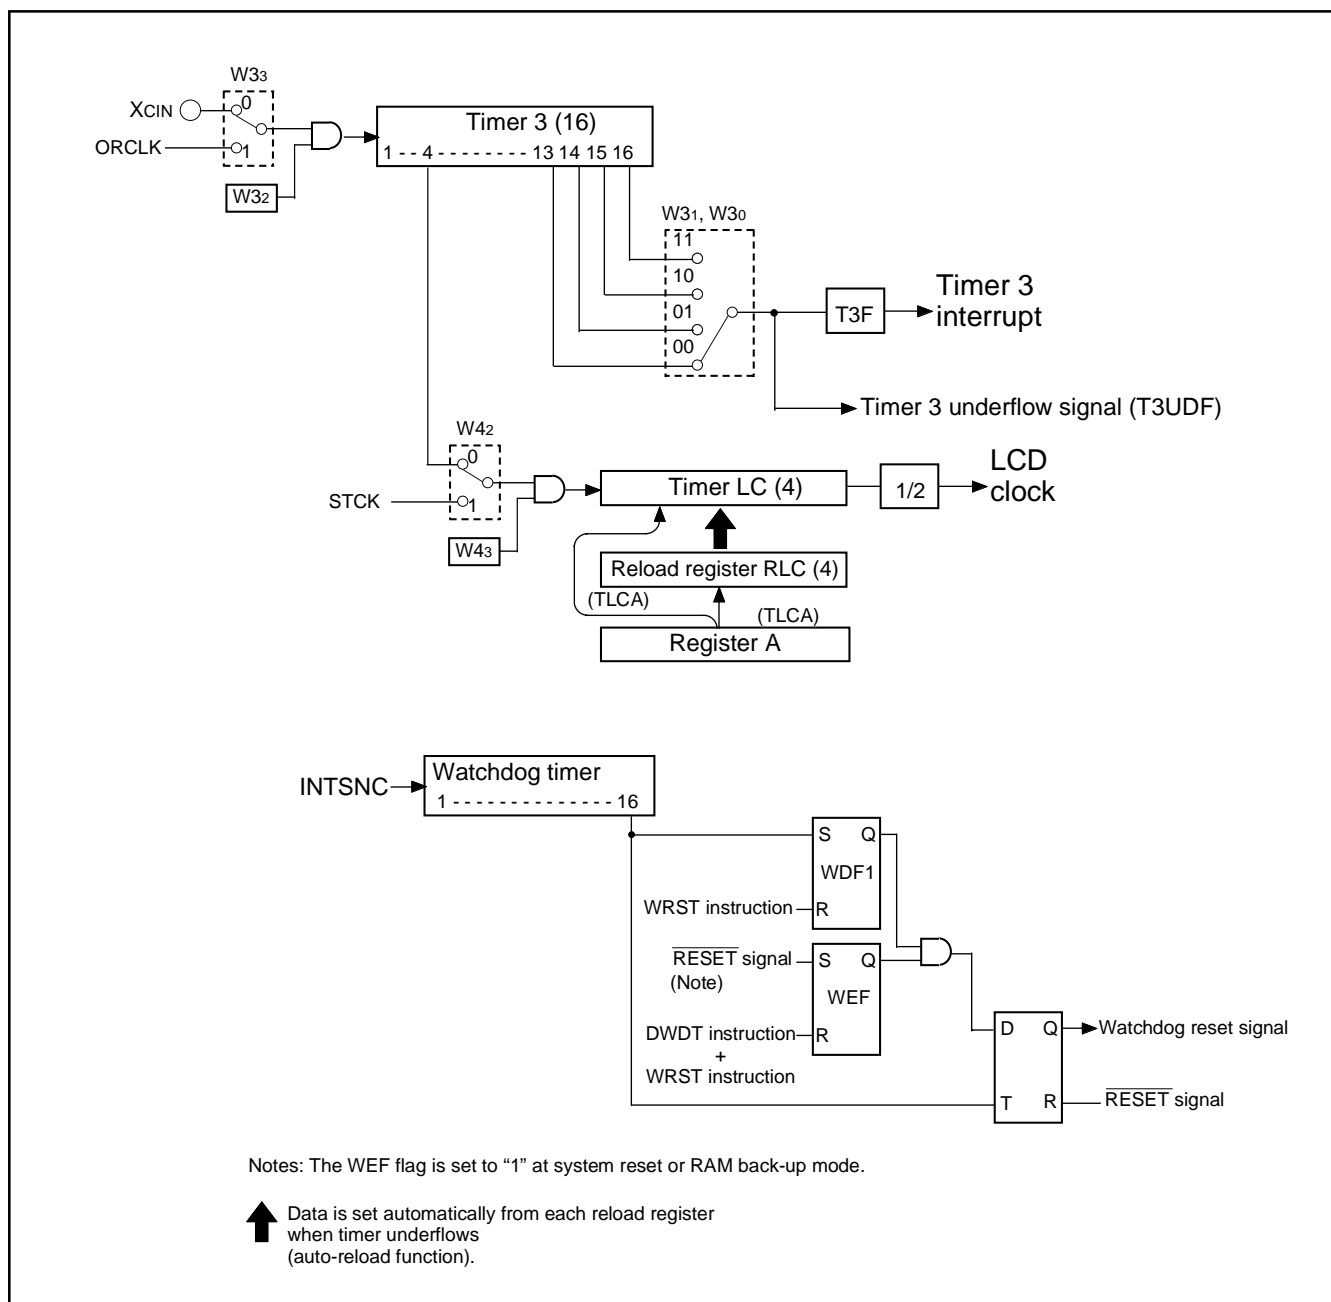 W33
0
XCIN
ORCLK
1
W32
Timer 3 (16)
1 - - 4 - - - - - - - - 13 14 15 16
W31, W30
11
10
01
00
T3F
Timer 3
interrupt
Timer 3 underflow signal (T3UDF)
W42
0
STCK
1
W43
Timer LC (4)
1/2
LCD
clock
Reload register RLC (4)
(TLCA)
(TLCA)
Register A
INTSNC
Watchdog timer
1 - - - - - - - - - - - - - - - 16
S Q
WDF1
WRST instruction
R
RESET signal
(Note)
S Q
WEF
DWDT instruction
+
WRST instruction
R
D Q
Watchdog reset signal
T R
RESET signal
Notes: The WEF flag is set to “1” at system reset or RAM back-up mode.
Data is set automatically from each reload register
when timer underflows
(auto-reload function).